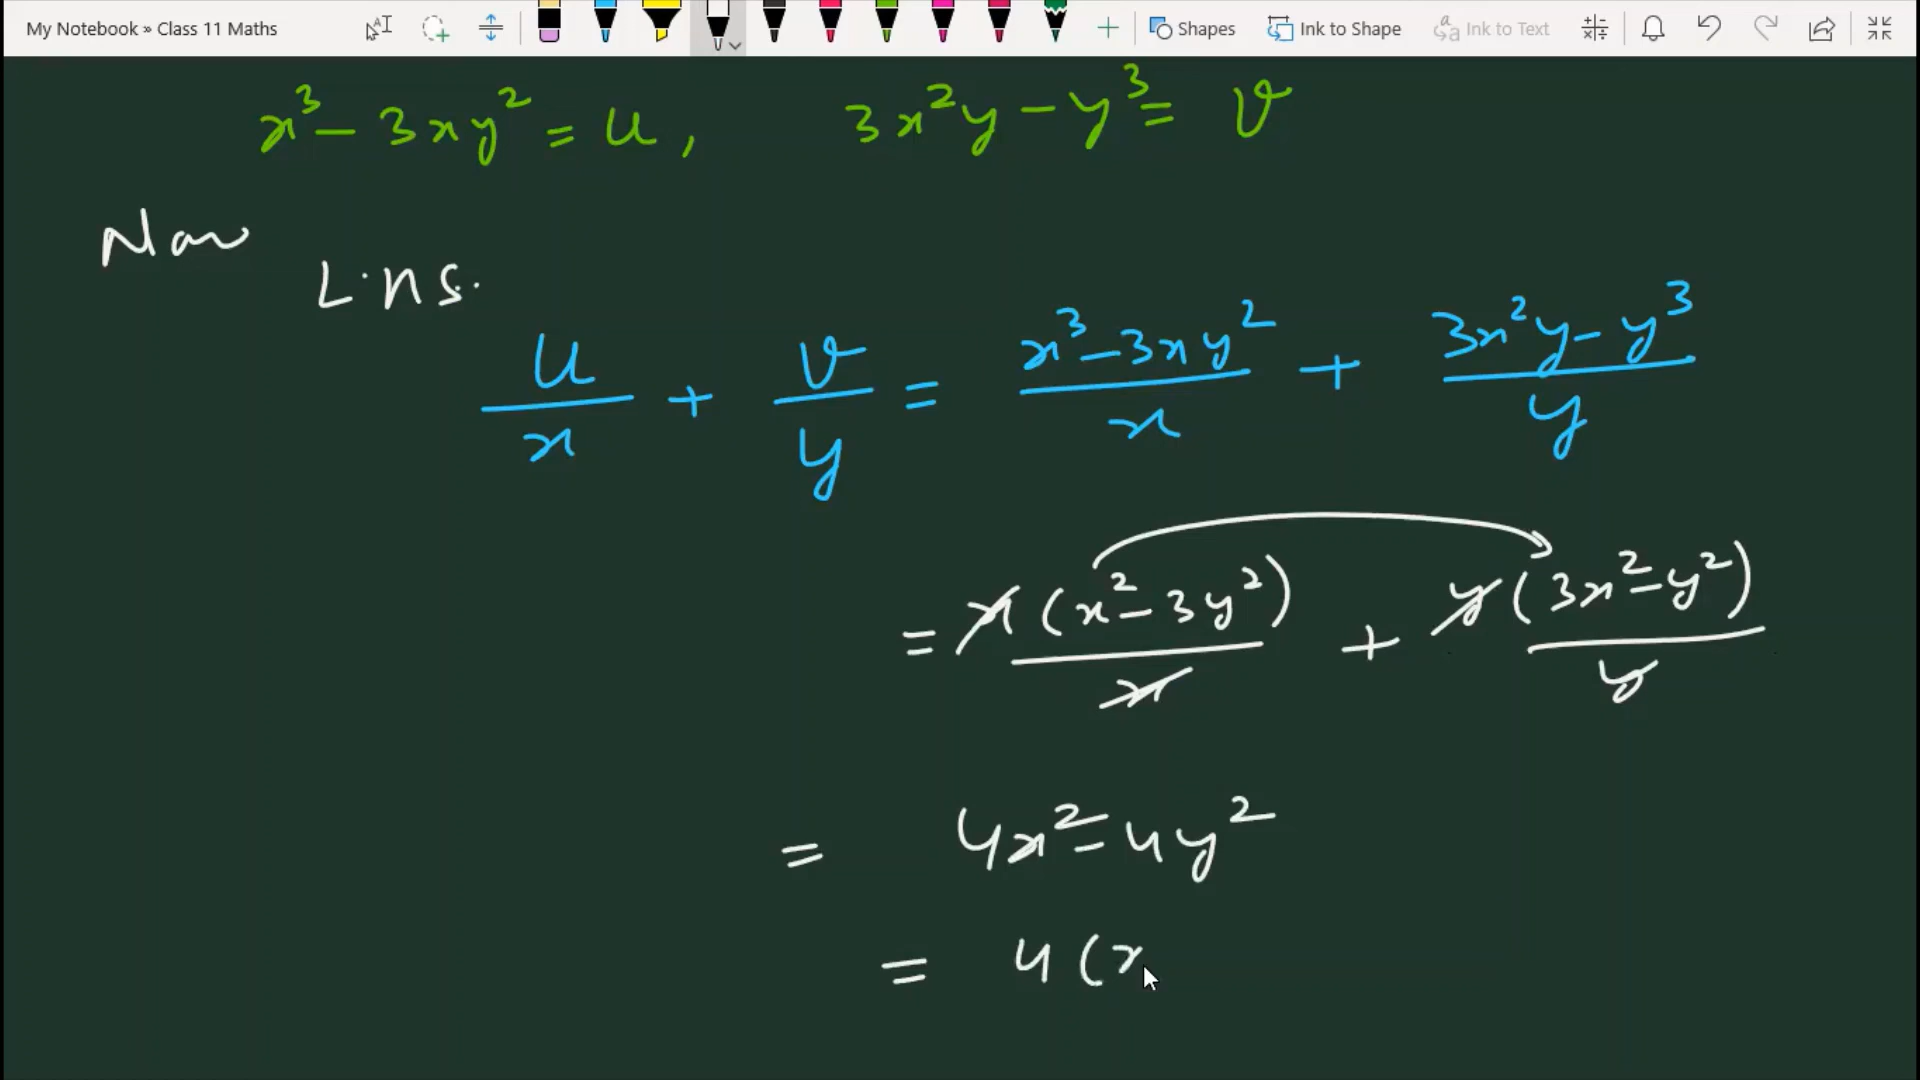 My Notebook » Class 11 Maths Shapes Ink to Shape Ink to Text
x³ - 3xy² = u, 3x²y - y³ = v
Now
L.H.S.
u/x + v/y = (x³ - 3xy²)/x + (3x²y - y³)/y
= x(x² - 3y²)/x + y(3x² - y²)/y
= 4x² - 4y²
= 4(x